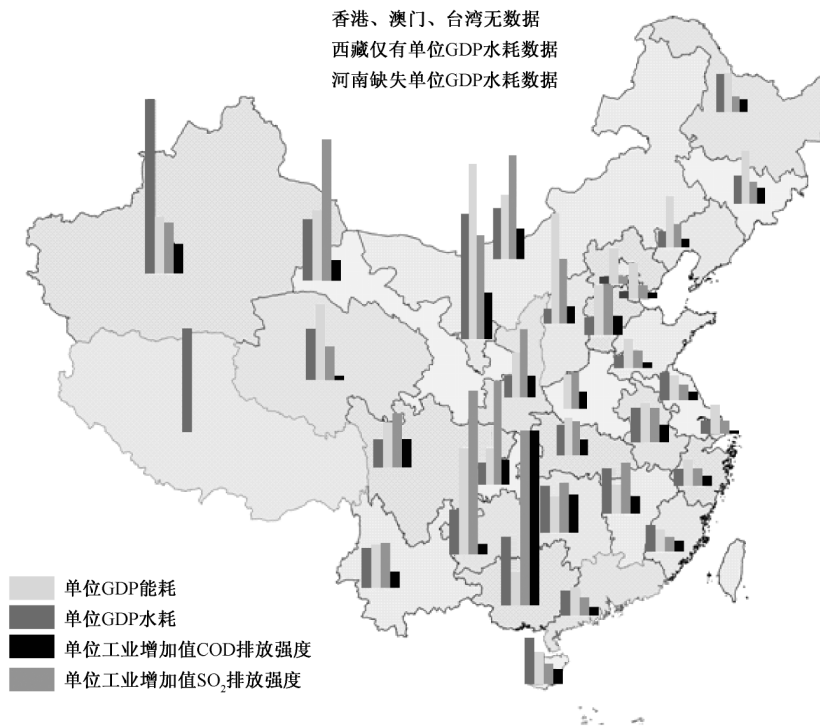 香港、澳门、台湾无数据
西藏仅有单位GDP水耗数据
河南缺失单位GDP水耗数据
单位GDP能耗
单位GDP水耗
单位工业增加值COD排放强度
单位工业增加值SO₂排放强度